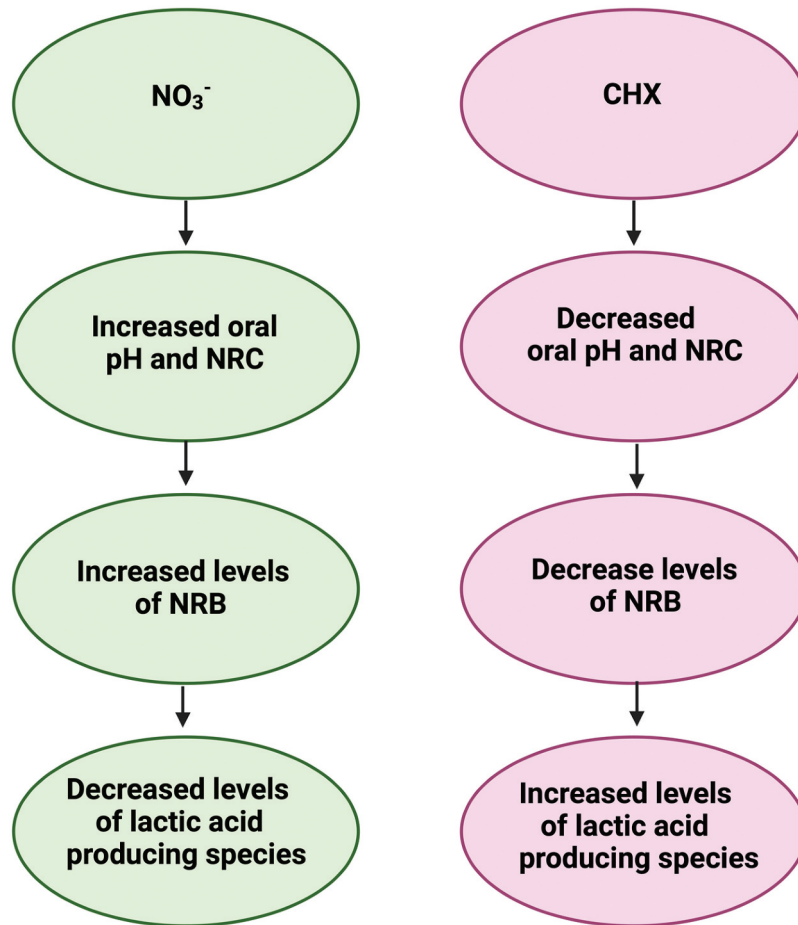 NO₃⁻
Increased oral
pH and NRC
Increased levels
of NRB
Decreased levels
of lactic acid
producing species
CHX
Decreased
oral pH and NRC
Decrease levels
of NRB
Increased levels
of lactic acid
producing species